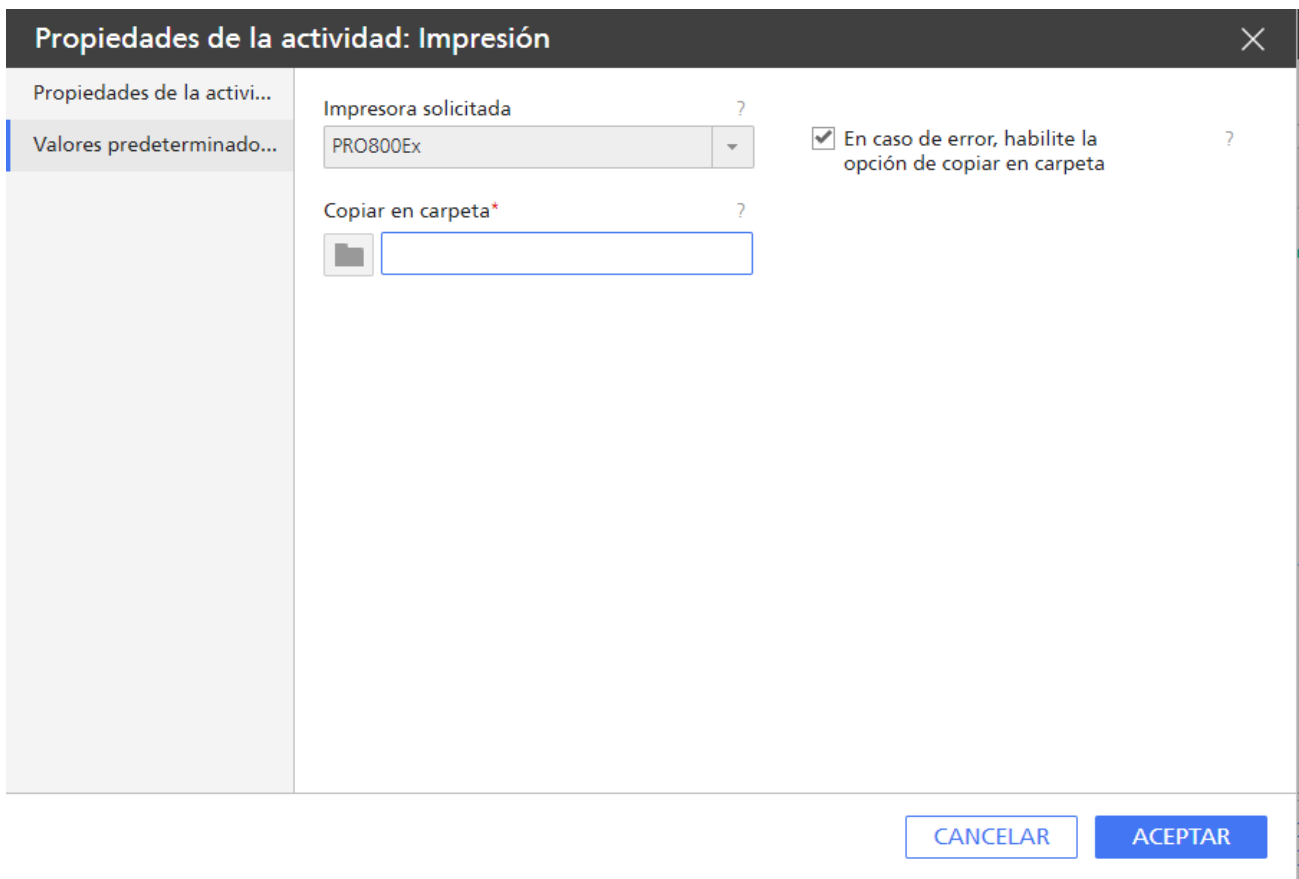 Propiedades de la actividad: Impresión
Propiedades de la activi...
Valores predeterminado...
Impresora solicitada ?
PRO800Ex
En caso de error, habilite la ?
opción de copiar en carpeta
Copiar en carpeta* ?
CANCELAR
ACEPTAR